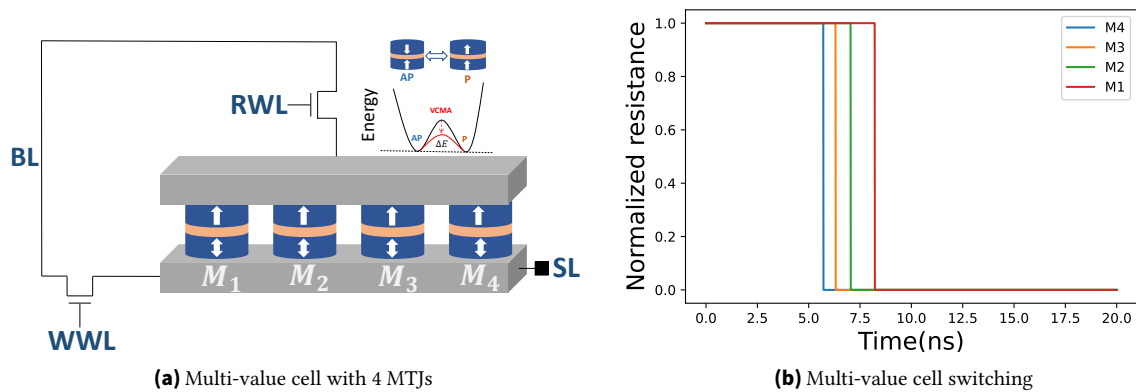 BL
RWL
WWL
SL
AP
P
Energy
VCMA
AP
P
ΔE
M1
M2
M3
M4
(a) Multi-value cell with 4 MTJs
Normalized resistance
1.0
0.8
0.6
0.4
0.2
0.0
0.0 2.5 5.0 7.5 10.0 12.5 15.0 17.5 20.0
Time(ns)
M4
M3
M2
M1
(b) Multi-value cell switching